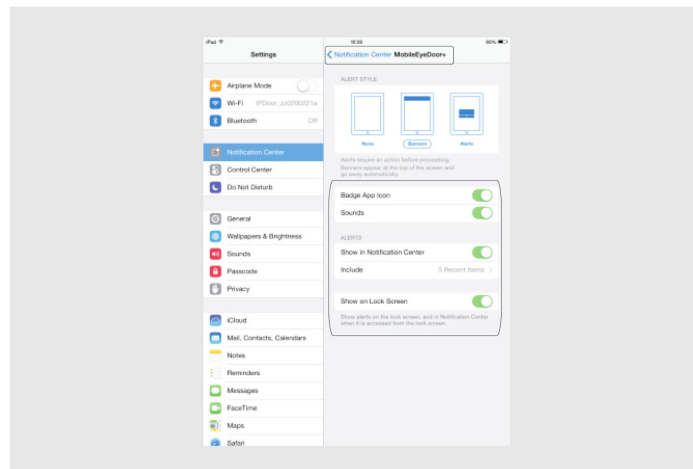 iPad
16:28
80%
Settings
Notification Center MobileEyeDoor+
Airplane Mode
Wi-Fi
Bluetooth Off
Notification Center
Control Center
Do Not Disturb
General
Wallpapers & Brightness
Sounds
Passcode
Privacy
iCloud
Mail, Contacts, Calendars
Notes
Reminders
Messages
FaceTime
Maps
Safari
ALERT STYLE
None Banners Alerts
Alerts require an action before proceeding.
Banners appear at the top of the screen and
go away automatically.
Badge App Icon
Sounds
ALERTS
Show in Notification Center
Include 5 Recent Items
Show on Lock Screen
Show alerts on the lock screen, and in Notification Center
when it is accessed from the lock screen.